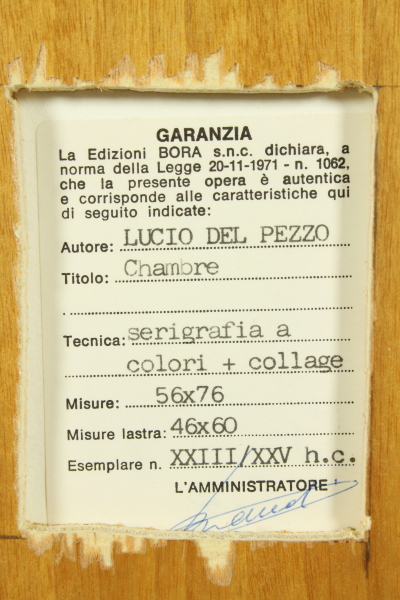 GARANZIA
La Edizioni BORA s.n.c. dichiara, a
norma della Legge 20-11-1971 - n. 1062,
che la presente opera è autentica
e corrisponde alle caratteristiche qui
di seguito indicate:
Autore: LUCIO DEL PEZZO
Titolo: Chambre
Tecnica: serigrafia a
colori + collage
Misure: 56x76
Misure lastra: 46x60
Esemplare n. XXIII/XXV h.c.
L'AMMINISTRATORE